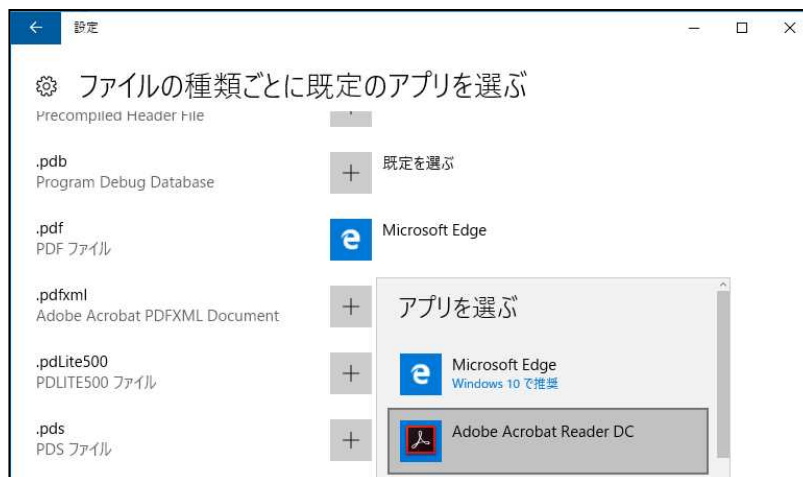 設定
ファイルの種類ごとに既定のアプリを選ぶ
Precompiled Header File
.pdb
Program Debug Database
既定を選ぶ
.pdf
PDF ファイル
Microsoft Edge
.pdfxml
Adobe Acrobat PDFXML Document
アプリを選ぶ
.pdLite500
PDLITE500 ファイル
Microsoft Edge
Windows 10 で推奨
.pds
PDS ファイル
Adobe Acrobat Reader DC